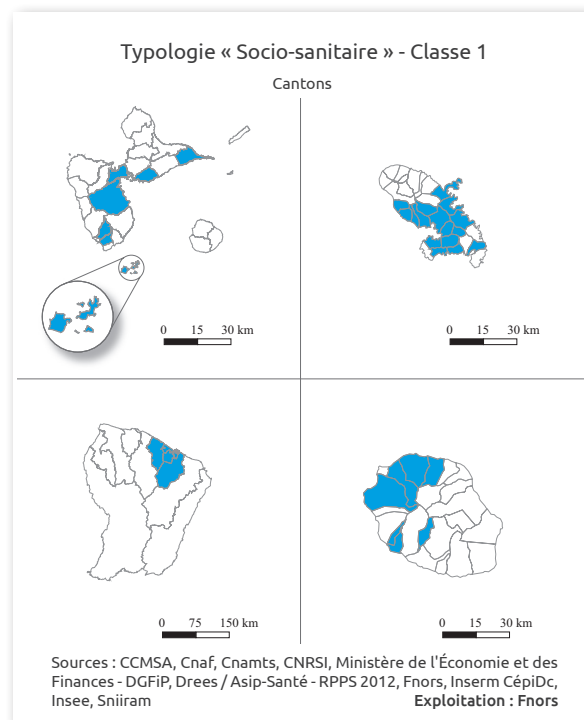 Typologie « Socio-sanitaire » - Classe 1
Cantons
0 15 30 km
0 15 30 km
0 75 150 km
0 15 30 km
Sources : CCMSA, Cnaf, Cnamts, CNRSI, Ministère de l'Économie et des
Finances - DGFiP, Drees / Asip-Santé - RPPS 2012, Fnors, Inserm CépiDc,
Insee, Sniiram Exploitation : Fnors